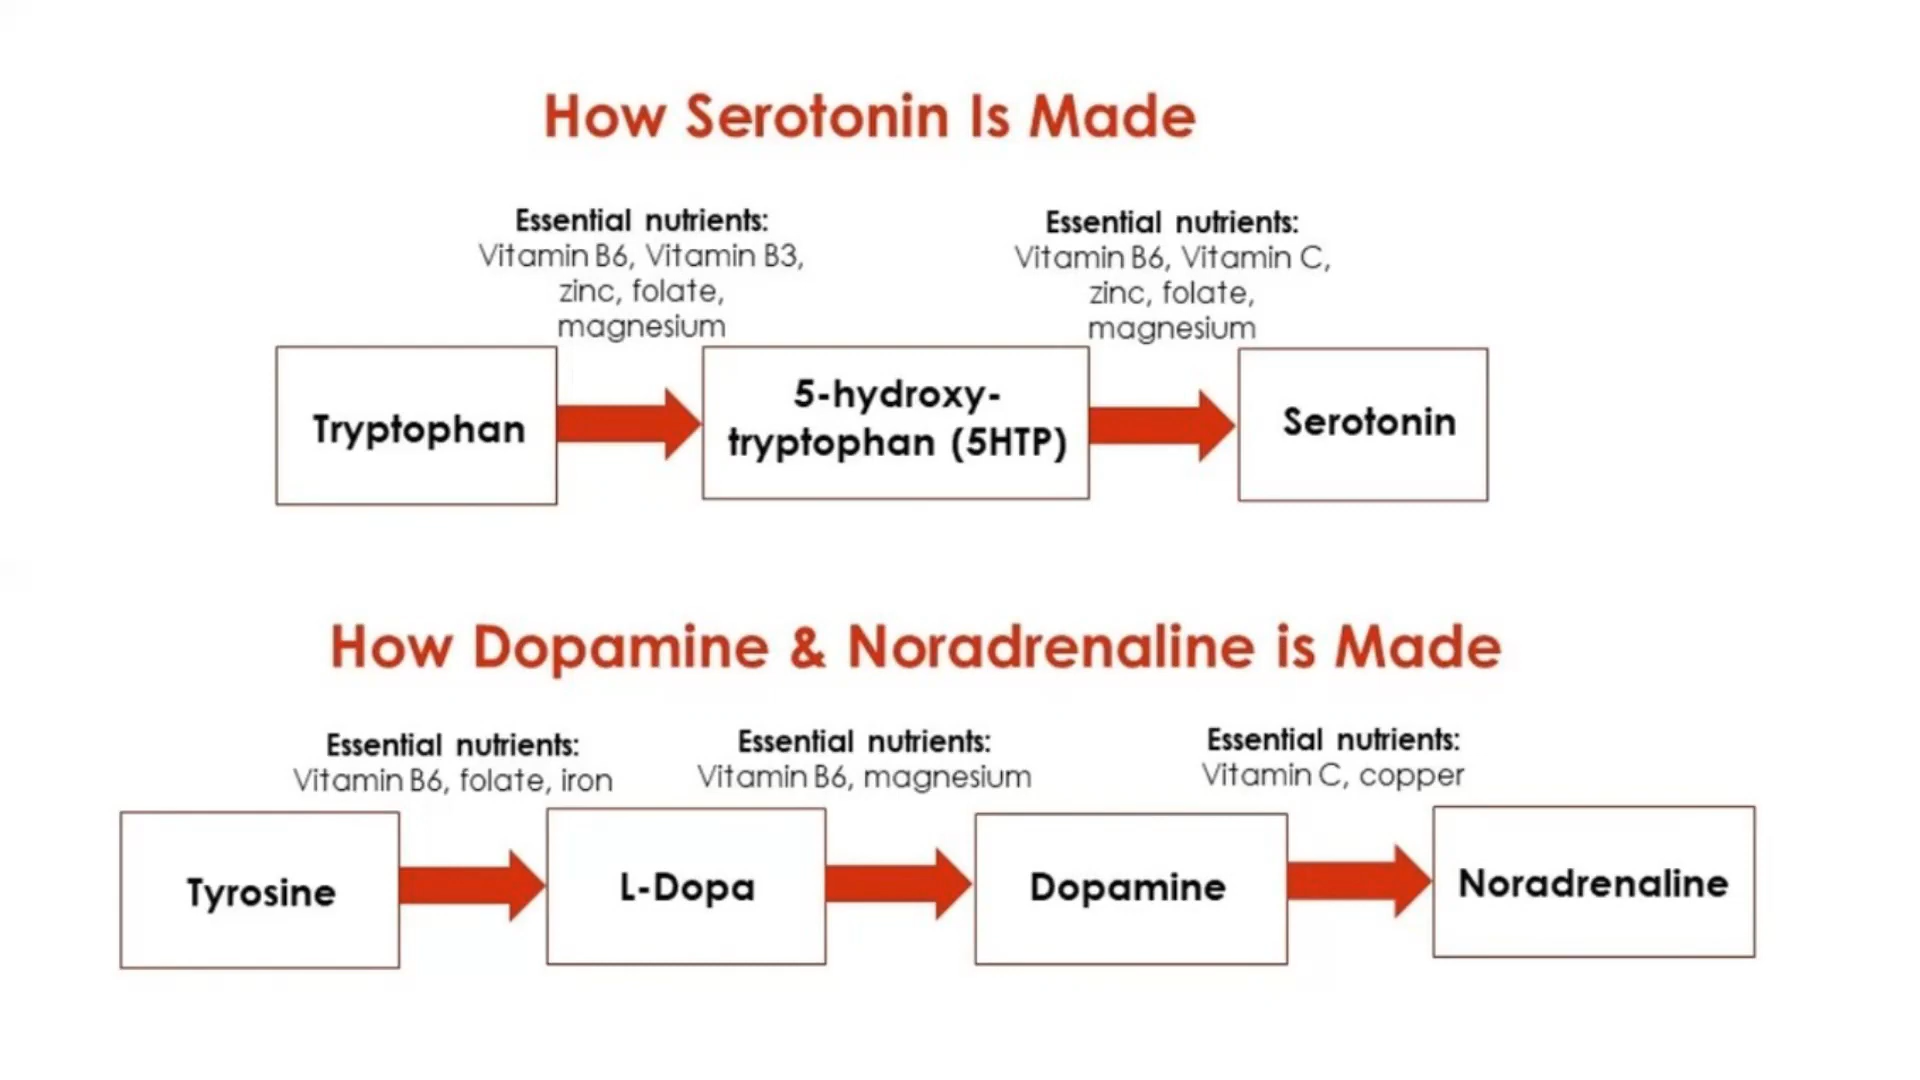 How Serotonin Is Made
Essential nutrients:
Vitamin B6, Vitamin B3,
zinc, folate,
magnesium
Essential nutrients:
Vitamin B6, Vitamin C,
zinc, folate,
magnesium
Tryptophan
5-hydroxy-
tryptophan (5HTP)
Serotonin
How Dopamine & Noradrenaline is Made
Essential nutrients:
Vitamin B6, folate, iron
Essential nutrients:
Vitamin B6, magnesium
Essential nutrients:
Vitamin C, copper
Tyrosine
L-Dopa
Dopamine
Noradrenaline